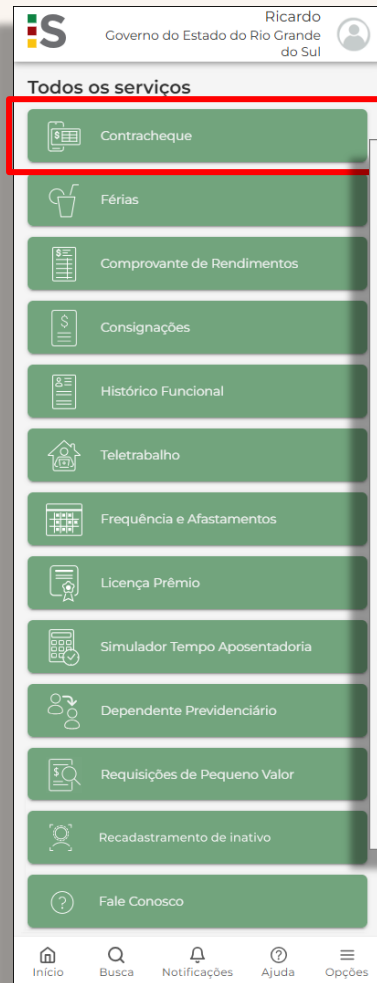 :S
Ricardo
Governo do Estado do Rio Grande
do Sul
Todos os serviços
$
Contracheque
Férias
$
Comprovante de Rendimentos
$
Consignações
Histórico Funcional
Teletrabalho
Frequência e Afastamentos
Licença Prêmio
Simulador Tempo Aposentadoria
Dependente Previdenciário
$
Requisições de Pequeno Valor
Recadastramento de inativo
?
Fale Conosco
Início
Busca
Notificações
?
Ajuda
Opções